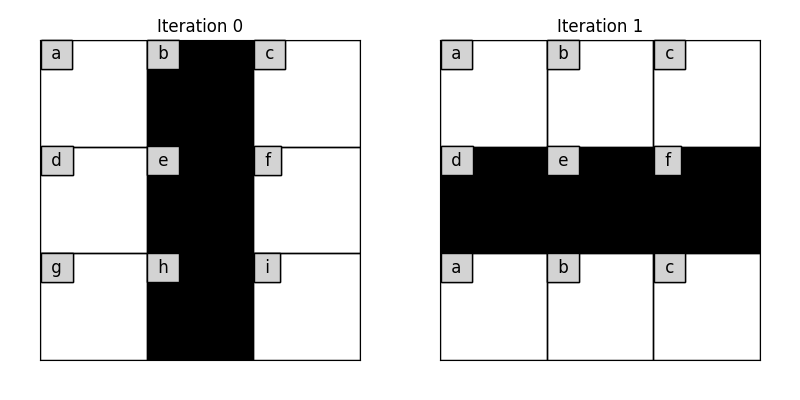 Iteration 0
a b c
d e f
g h i
Iteration 1
a b c
d e f
a b c